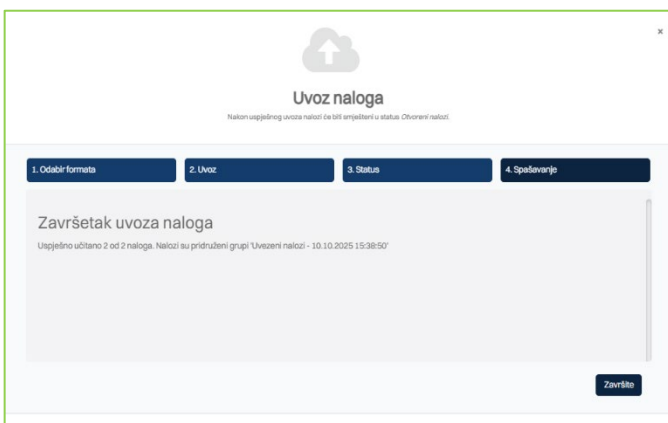 ×
Uvoz naloga
Nakon uspješnog uvoza nalozi će biti smješteni u status Otvoreni nalozi.
1. Odabir formata
2. Uvoz
3. Status
4. Spašavanje
Završetak uvoza naloga
Uspješno učitano 2 od 2 naloga. Nalozi su pridruženi grupi 'Uvezeni nalozi - 10.10.2025 15:38:50'
Završite